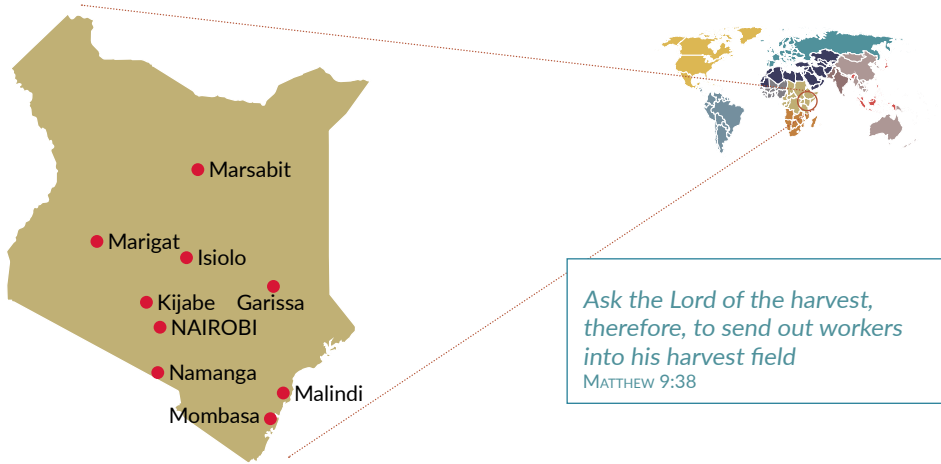 Marsabit
Marigat
Isiolo
Kijabe
Garissa
NAIROBI
Namanga
Malindi
Mombasa
Ask the Lord of the harvest,
therefore, to send out workers
into his harvest field
MATTHEW 9:38